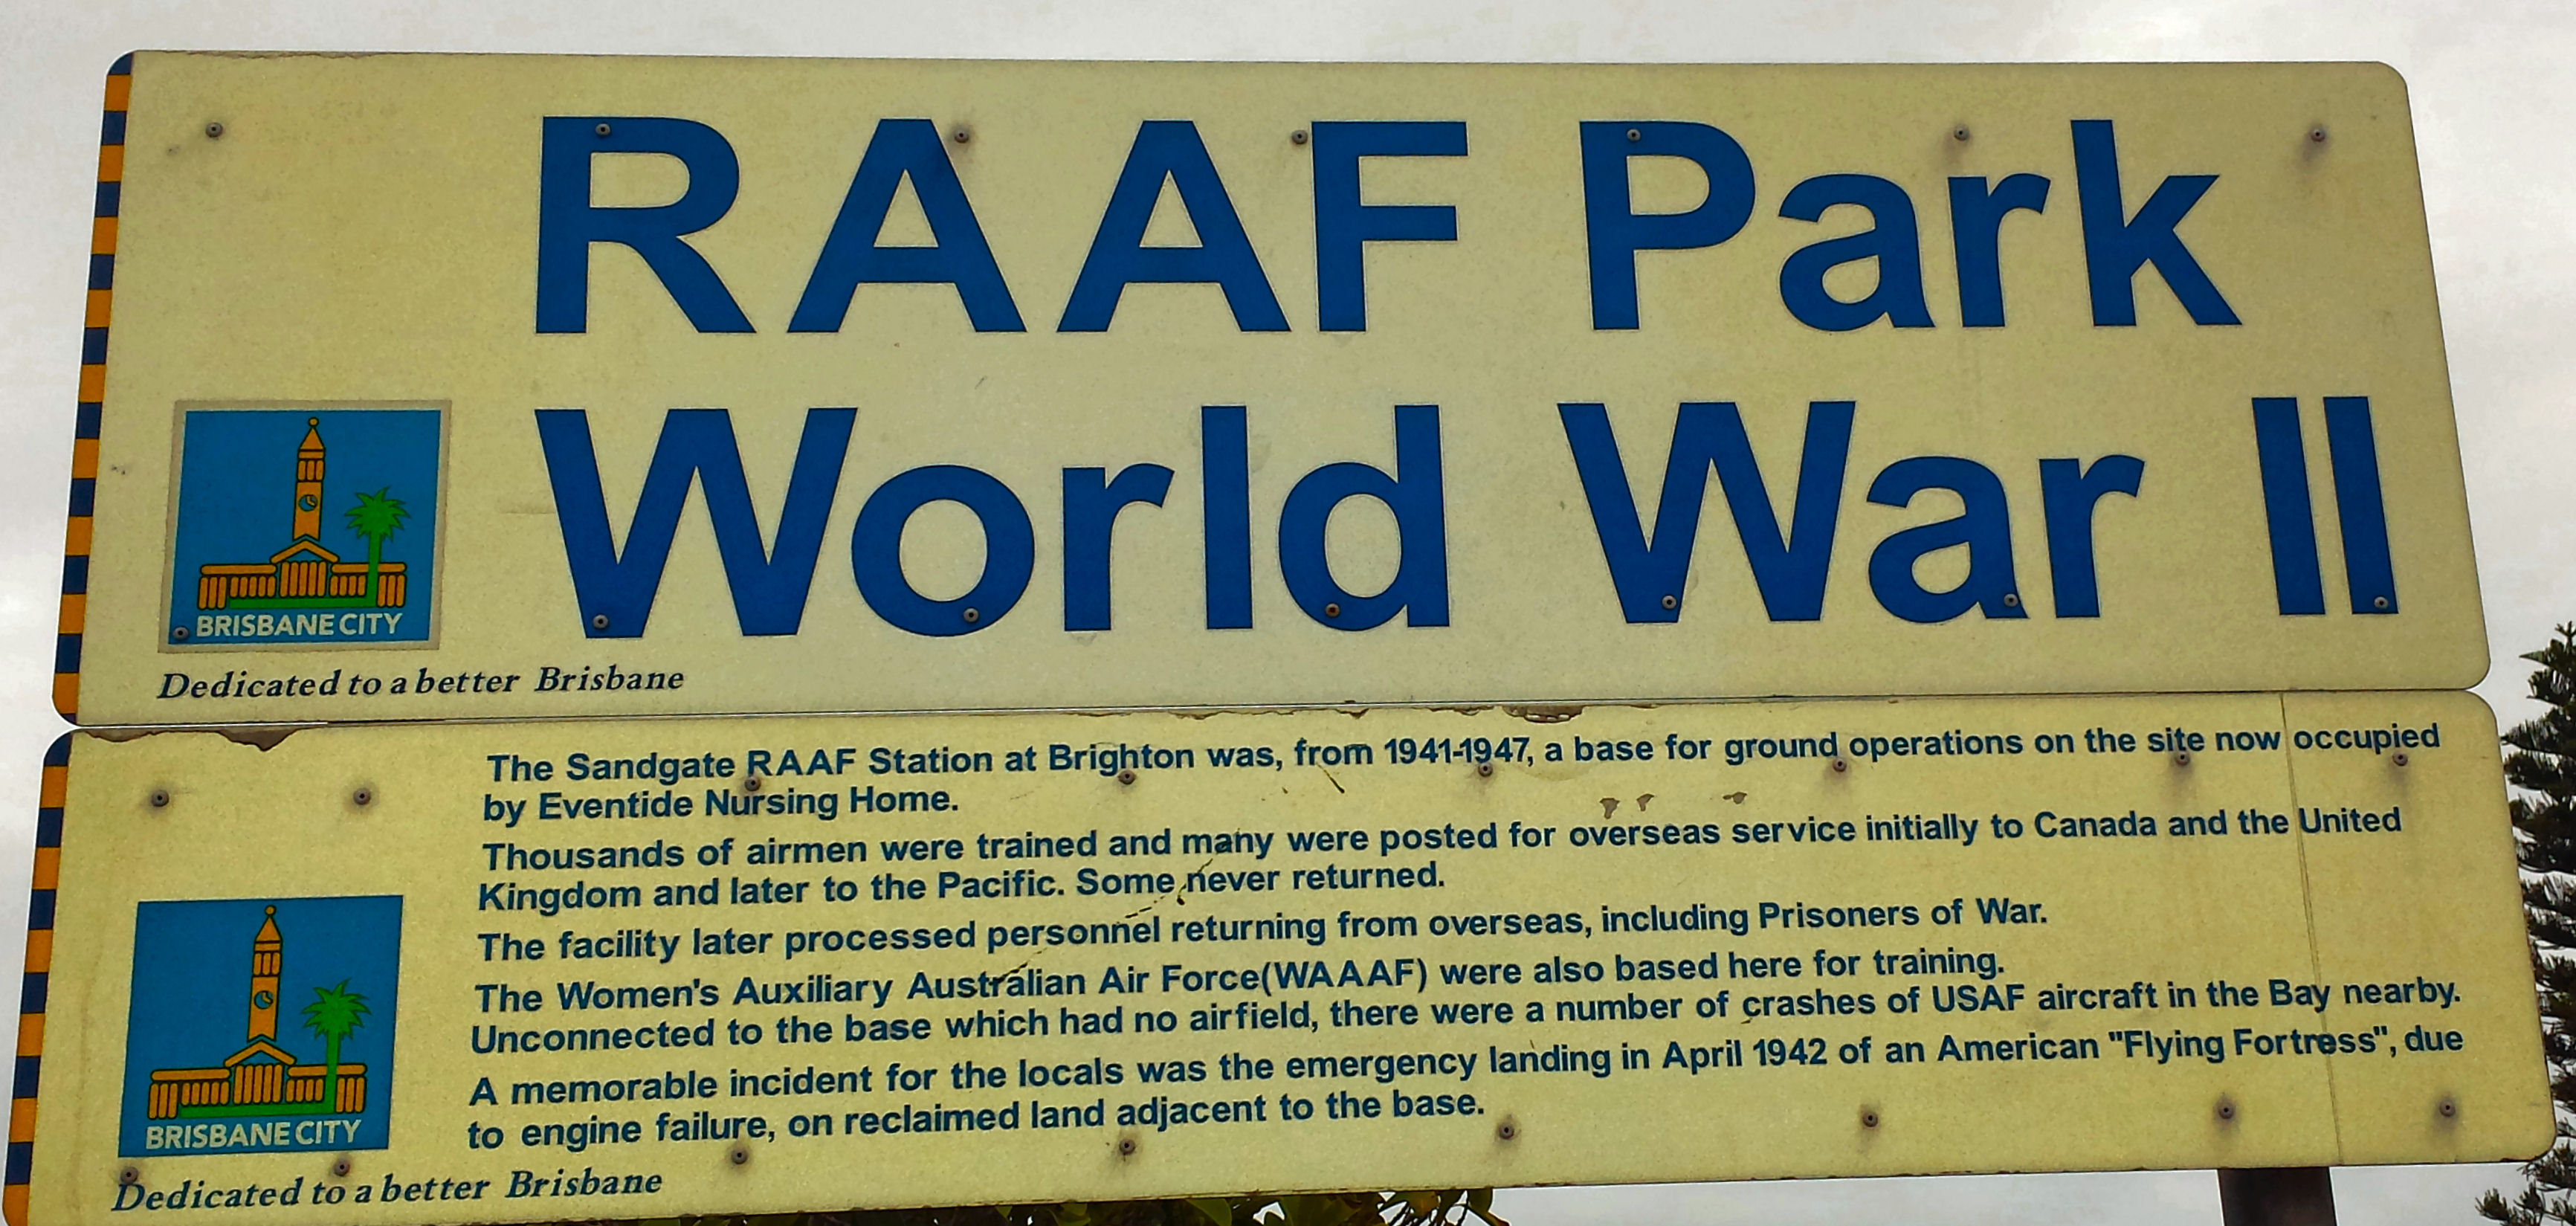 RAAF Park
World War II
BRISBANE CITY
Dedicated to a better Brisbane
The Sandgate RAAF Station at Brighton was, from 1941-1947, a base for ground operations on the site now occupied
by Eventide Nursing Home.
Thousands of airmen were trained and many were posted for overseas service initially to Canada and the United
Kingdom and later to the Pacific. Some never returned.
The facility later processed personnel returning from overseas, including Prisoners of War.
The Women's Auxiliary Australian Air Force(WAAAF) were also based here for training.
Unconnected to the base which had no airfield, there were a number of crashes of USAF aircraft in the Bay nearby.
A memorable incident for the locals was the emergency landing in April 1942 of an American "Flying Fortress", due
to engine failure, on reclaimed land adjacent to the base.
BRISBANE CITY
Dedicated to a better Brisbane